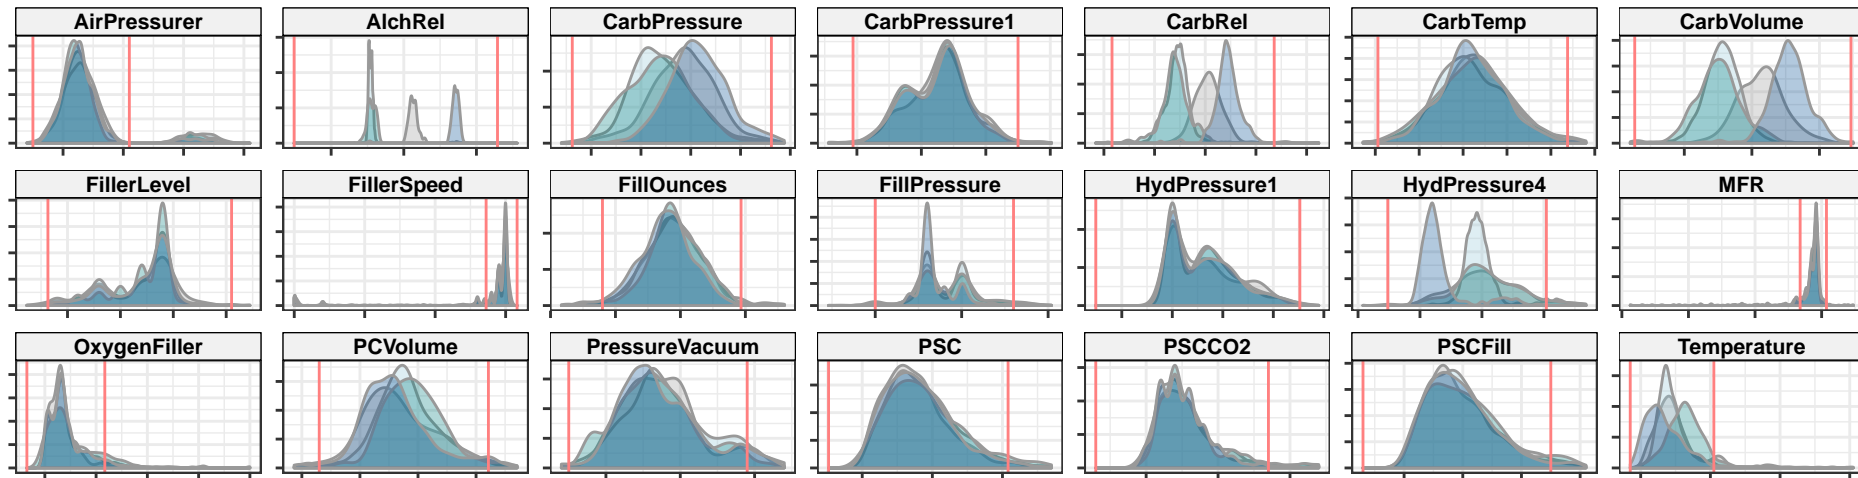 AirPressurer
AlchRel
CarbPressure
CarbPressure1
CarbRel
CarbTemp
CarbVolume
FillerLevel
FillerSpeed
FillOunces
FillPressure
HydPressure1
HydPressure4
MFR
OxygenFiller
PCVolume
PressureVacuum
PSC
PSCCO2
PSCFill
Temperature